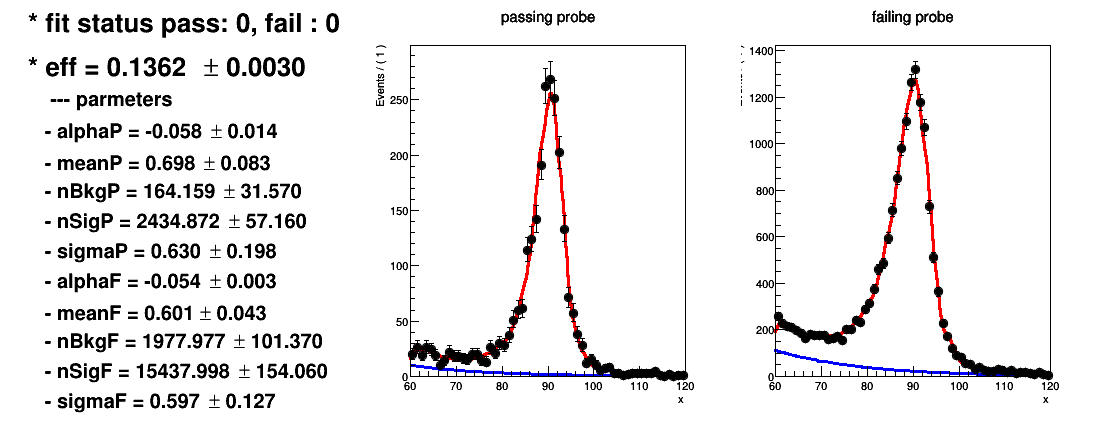 * fit status pass: 0, fail : 0
* eff = 0.1362 ± 0.0030
--- parmeters
- alphaP = -0.058 ± 0.014
- meanP = 0.698 ± 0.083
- nBkgP = 164.159 ± 31.570
- nSigP = 2434.872 ± 57.160
- sigmaP = 0.630 ± 0.198
- alphaF = -0.054 ± 0.003
- meanF = 0.601 ± 0.043
- nBkgF = 1977.977 ± 101.370
- nSigF = 15437.998 ± 154.060
- sigmaF = 0.597 ± 0.127
passing probe
Events / ( 1 )
250
200
150
100
50
0
60 70 80 90 100 110 120
x
failing probe
1400
1200
1000
800
600
400
200
0
60 70 80 90 100 110 120
x